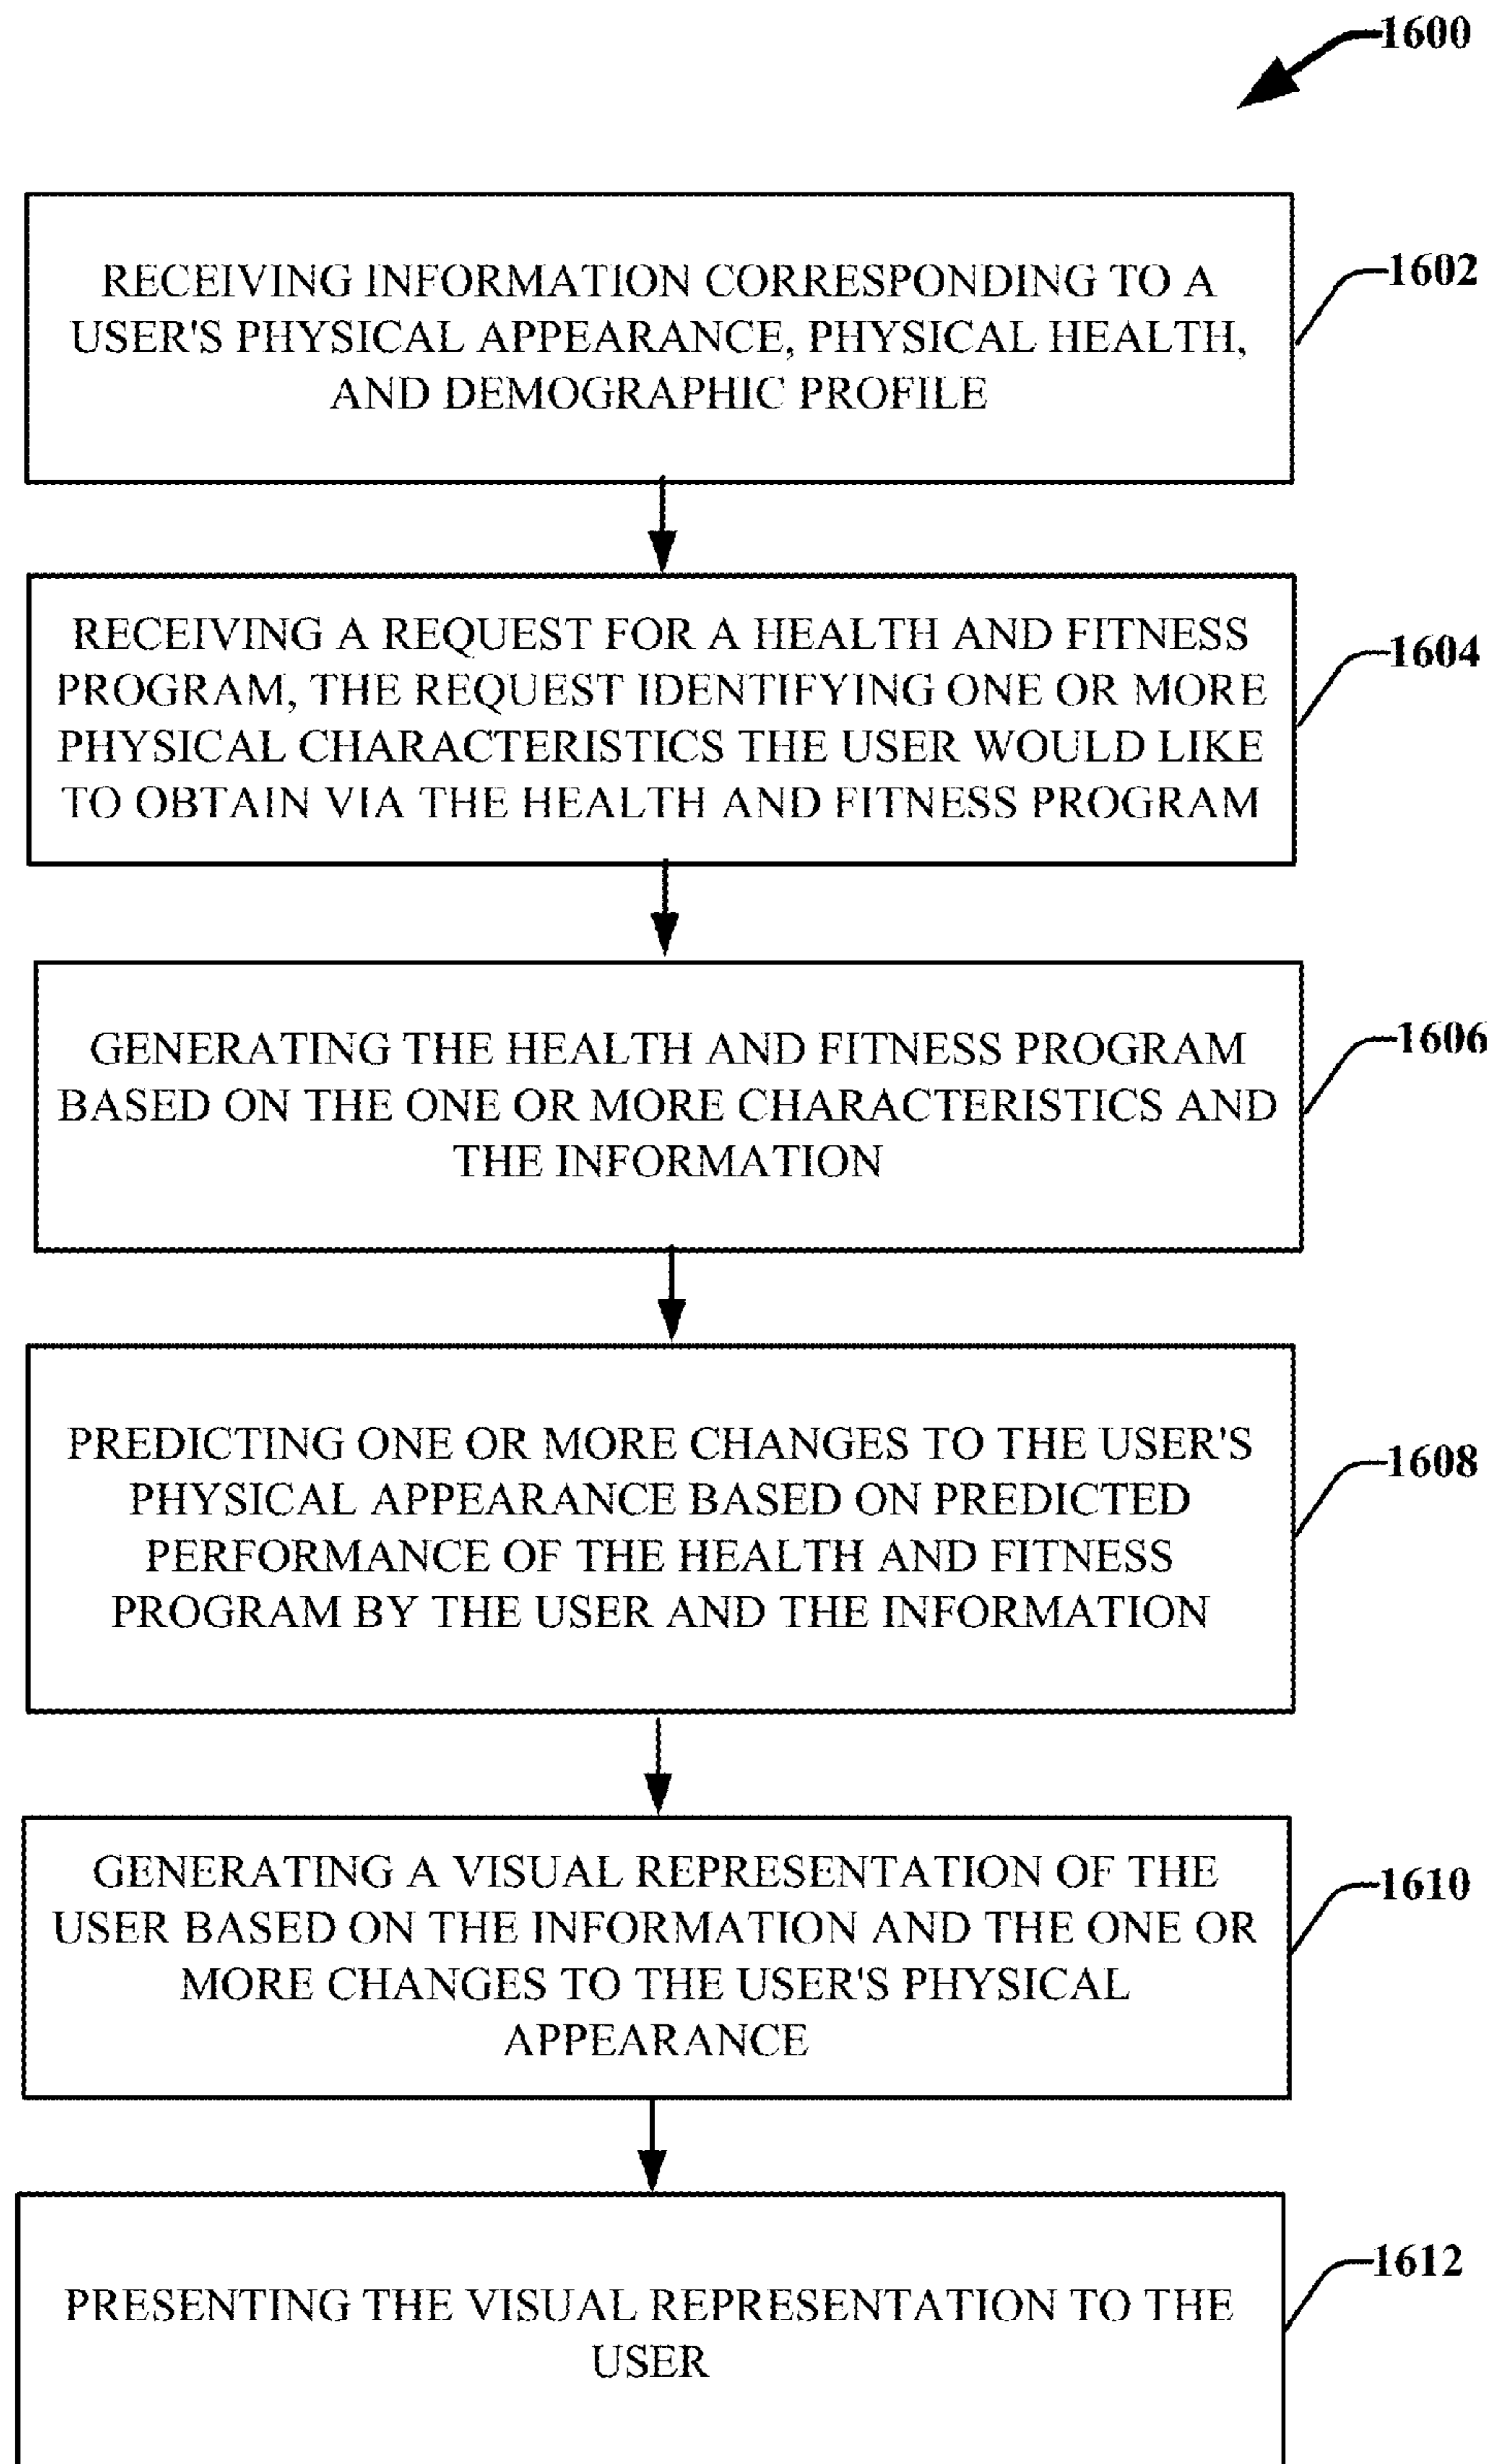 1600
RECEIVING INFORMATION CORRESPONDING TO A
USER'S PHYSICAL APPEARANCE, PHYSICAL HEALTH,
AND DEMOGRAPHIC PROFILE
1602
RECEIVING A REQUEST FOR A HEALTH AND FITNESS
PROGRAM, THE REQUEST IDENTIFYING ONE OR MORE
PHYSICAL CHARACTERISTICS THE USER WOULD LIKE
TO OBTAIN VIA THE HEALTH AND FITNESS PROGRAM
1604
GENERATING THE HEALTH AND FITNESS PROGRAM
BASED ON THE ONE OR MORE CHARACTERISTICS AND
THE INFORMATION
1606
PREDICTING ONE OR MORE CHANGES TO THE USER'S
PHYSICAL APPEARANCE BASED ON PREDICTED
PERFORMANCE OF THE HEALTH AND FITNESS
PROGRAM BY THE USER AND THE INFORMATION
1608
GENERATING A VISUAL REPRESENTATION OF THE
USER BASED ON THE INFORMATION AND THE ONE OR
MORE CHANGES TO THE USER'S PHYSICAL
APPEARANCE
1610
PRESENTING THE VISUAL REPRESENTATION TO THE
USER
1612